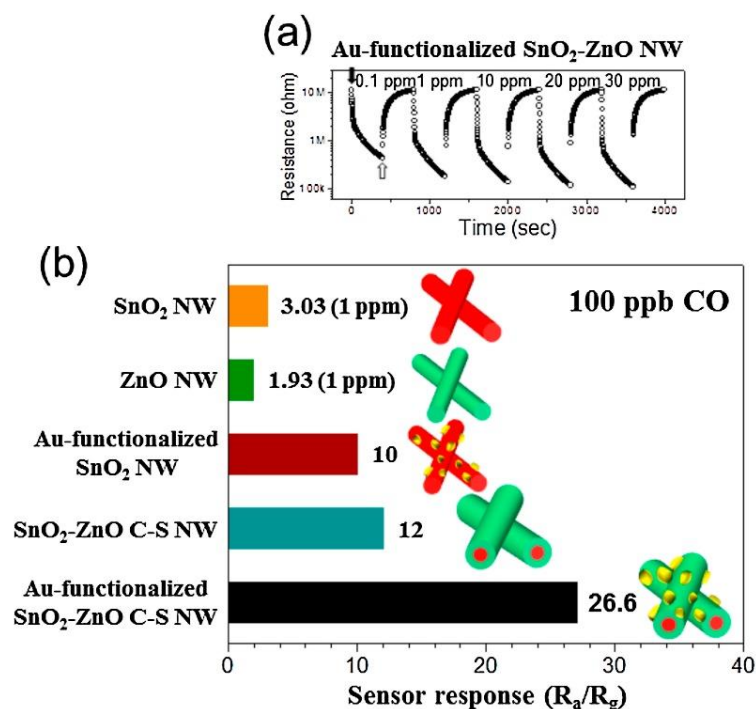 (a)
Au-functionalized SnO₂-ZnO NW
0.1 ppm 1 ppm 10 ppm 20 ppm 30 ppm
10M
1M
100k
Resistance (ohm)
0 1000 2000 3000 4000
Time (sec)
(b)
100 ppb CO
SnO₂ NW
3.03 (1 ppm)
ZnO NW
1.93 (1 ppm)
Au-functionalized
SnO₂ NW
10
SnO₂-ZnO C-S NW
12
Au-functionalized
SnO₂-ZnO C-S NW
26.6
0 10 20 30 40
Sensor response (Rₐ/R₉)